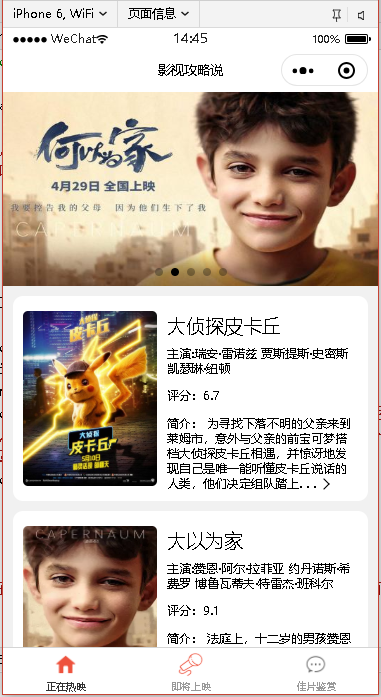 iPhone 6, WiFi
页面信息
WeChat
14:45
100%
影视攻略说
何以为家
4月29日 全国上映
我要控告我的父母 因为他们生下了我
CAPERNAUM
大侦探
皮卡丘
大侦探
皮卡丘
5月10日
大侦探皮卡丘
主演:瑞安·雷诺兹 贾斯提斯·史密斯
凯瑟琳·纽顿
评分：6.7
简介： 为寻找下落不明的父亲来到
莱姆市，意外与父亲的前宝可梦搭
档大侦探皮卡丘相遇，并惊讶地发
现自己是唯一能听懂皮卡丘说话的
人类，他们决定组队踏上...
CAPERNAUM
大以为家
主演:赞恩·阿尔·拉菲亚 约丹诺斯·希
费罗 博鲁瓦蒂夫·特雷杰·班科尔
评分：9.1
简介： 法庭上，十二岁的男孩赞恩
正在热映
即将上映
佳片鉴赏